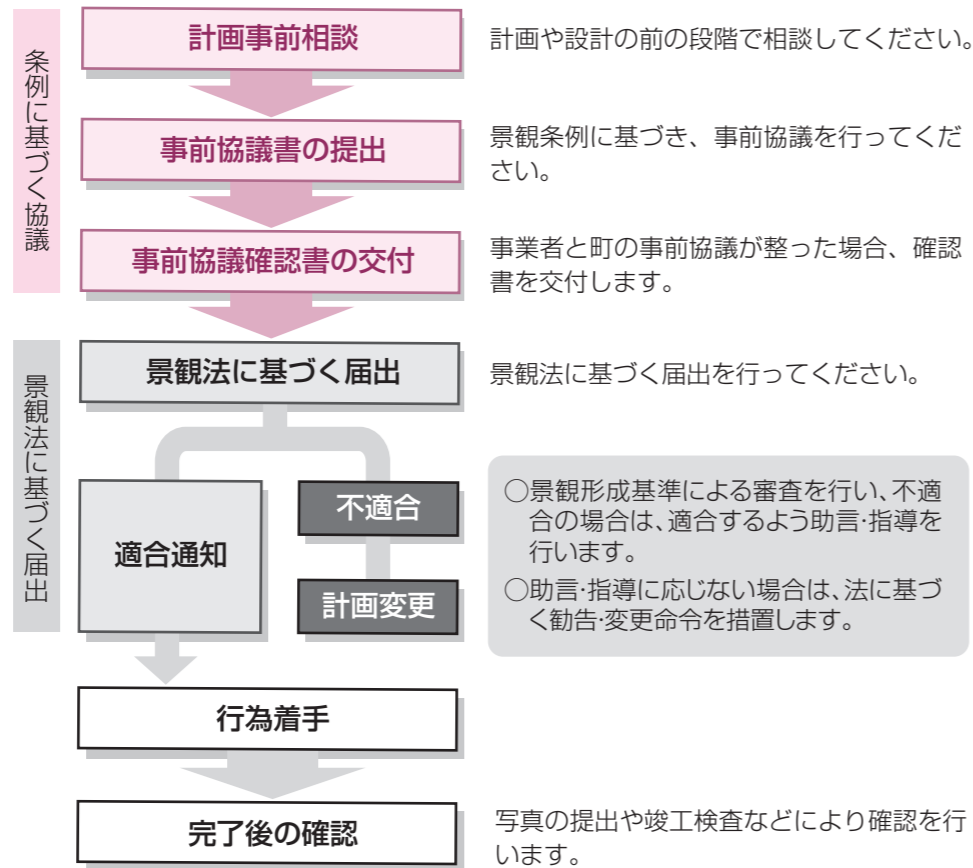 条例に基づく協議
計画事前相談
計画や設計の前の段階で相談してください。
事前協議書の提出
景観条例に基づき、事前協議を行ってくだ
さい。
事前協議確認書の交付
事業者と町の事前協議が整った場合、確認
書を交付します。
景観法に基づく届出
景観法に基づく届出
景観法に基づく届出を行ってください。
適合通知
不適合
計画変更
○景観形成基準による審査を行い、不適
合の場合は、適合するよう助言・指導を
行います。
○助言・指導に応じない場合は、法に基づ
く勧告・変更命令を措置します。
行為着手
完了後の確認
写真の提出や竣工検査などにより確認を行
います。